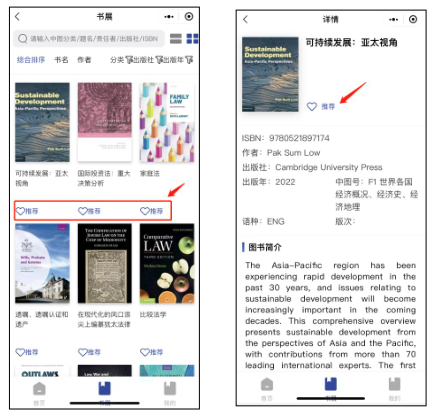 书展
请输入中图分类/题名/责任者/出版社/ISBN
综合排序 书名 作者 分类 出版社 出版年
Sustainable
Development
Asia-Pacific Perspectives
Pak Sum Low
FAMILY
LAW
可持续发展：亚太视角
国际投资法：重大决策分析
家庭法
推荐 推荐 推荐
Wills, Probate
and Estates
THE CODIFICATION OF
JEWISH LAW ON THE
CUSP OF MODERNITY
Comparative
LAW
THIRD EDITION
遗嘱、遗嘱认证和遗产
在现代化的风口浪尖上编纂犹太法律
比较法学
推荐 推荐 推荐
OUTLAWS
首页 书展 我的
详情
Sustainable
Development
Asia-Pacific Perspectives
Pak Sum Low
可持续发展：亚太视角
推荐
ISBN：9780521897174
作者：Pak Sum Low
出版社：Cambridge University Press
出版年：2022
中图号：F1 世界各国
经济概况、经济史、经
济地理
语种：ENG
版次：
图书简介
The Asia-Pacific region has been
experiencing rapid development in the
past 30 years, and issues relating to
sustainable development will become
increasingly important in the coming
decades. This comprehensive overview
presents sustainable development from
the perspectives of Asia and the Pacific,
with contributions from more than 70
leading international experts. The first
首页 书展 我的